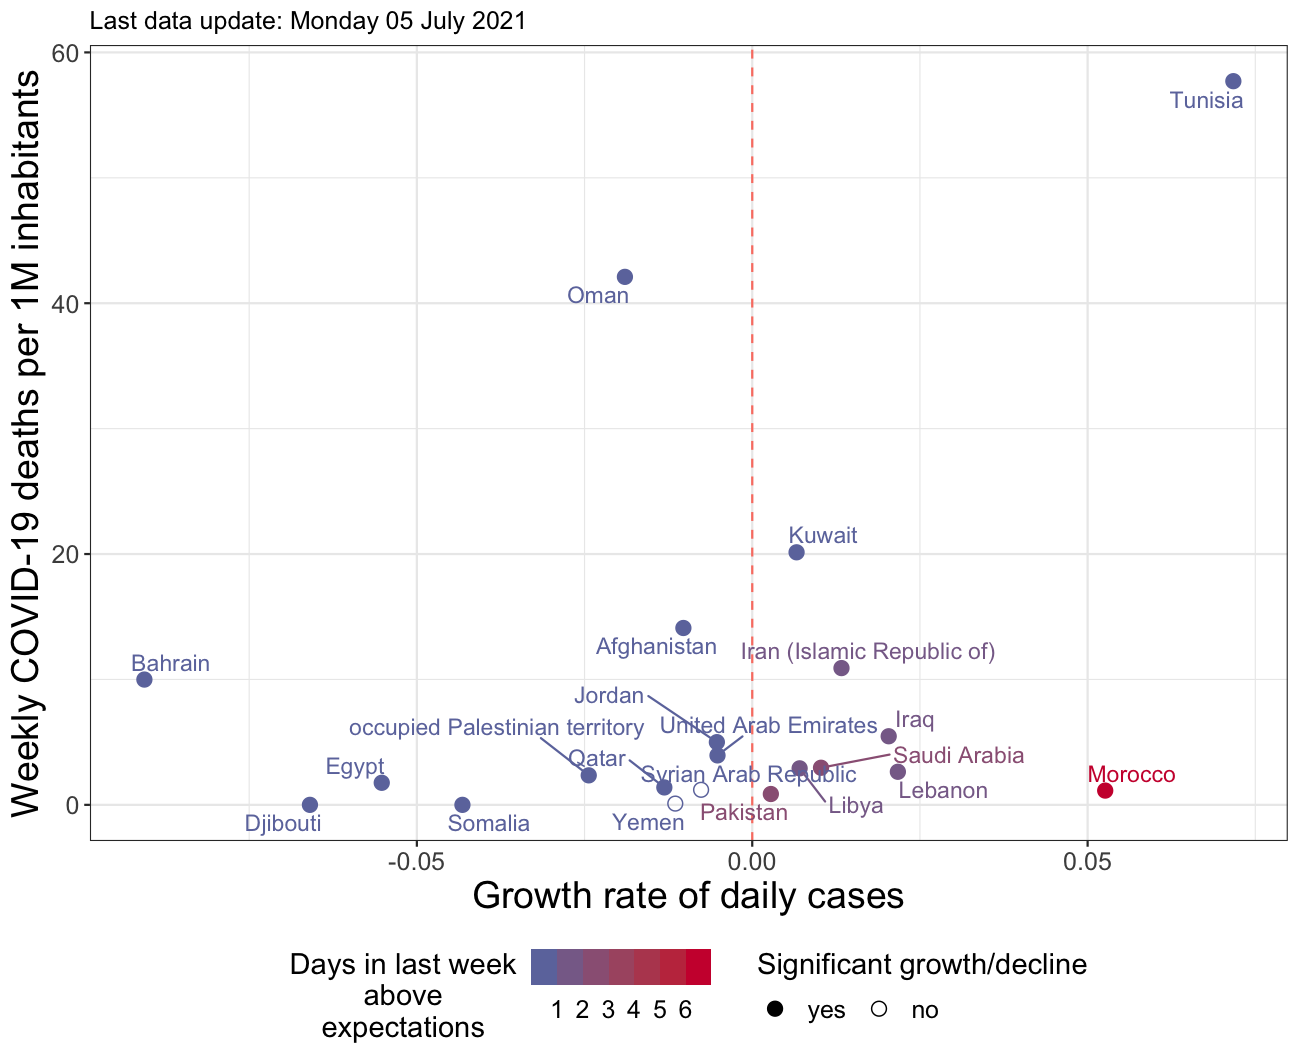 Last data update: Monday 05 July 2021
Weekly COVID-19 deaths per 1M inhabitants
60
40
20
0
Tunisia
Oman
Kuwait
Afghanistan
Iran (Islamic Republic of)
Bahrain
Jordan
Iraq
occupied Palestinian territory
United Arab Emirates
Qatar
Saudi Arabia
Egypt
Syrian Arab Republic
Morocco
Lebanon
Libya
Pakistan
Djibouti
Somalia
Yemen
-0.05
0.00
0.05
Growth rate of daily cases
Days in last week
above
expectations
1 2 3 4 5 6
Significant growth/decline
yes no